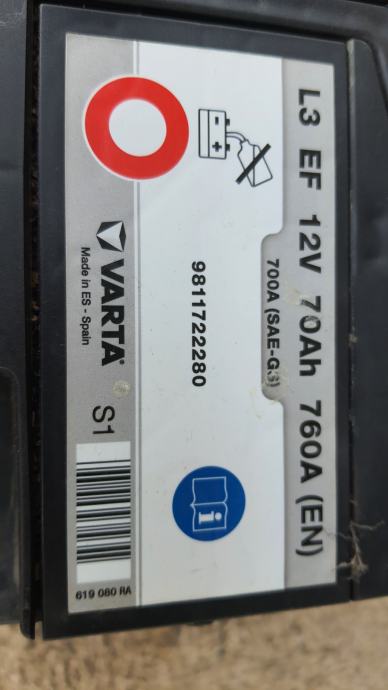 L3 EF 12V 70Ah 760A (EN)
700A (SAE-GS)
9811722280
VARTA®
Made in ES - Spain
S1
619 080 RA